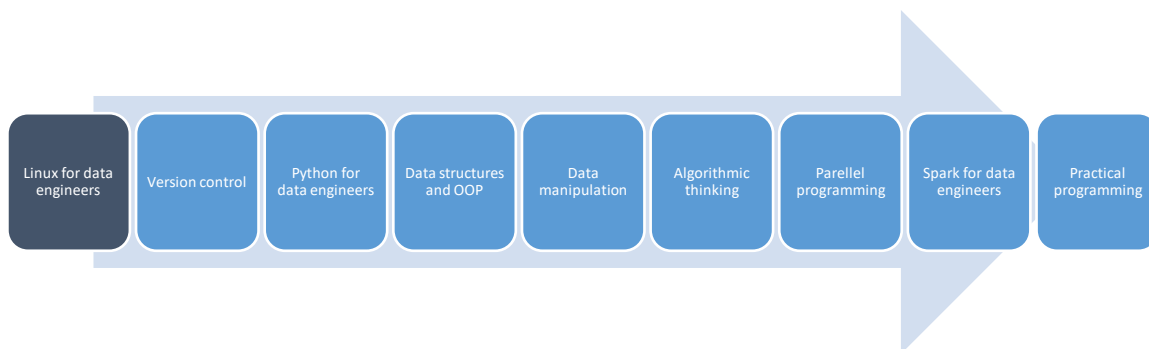 Linux for data
engineers
Version control
Python for
data engineers
Data structures
and OOP
Data
manipulation
Algorithmic
thinking
Parellel
programming
Spark for data
engineers
Practical
programming